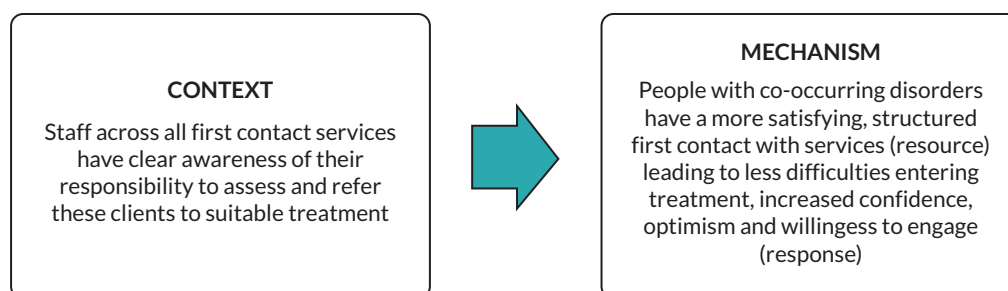 CONTEXT
Staff across all first contact services
have clear awareness of their
responsibility to assess and refer
these clients to suitable treatment
MECHANISM
People with co-occurring disorders
have a more satisfying, structured
first contact with services (resource)
leading to less difficulties entering
treatment, increased confidence,
optimism and willingess to engage
(response)